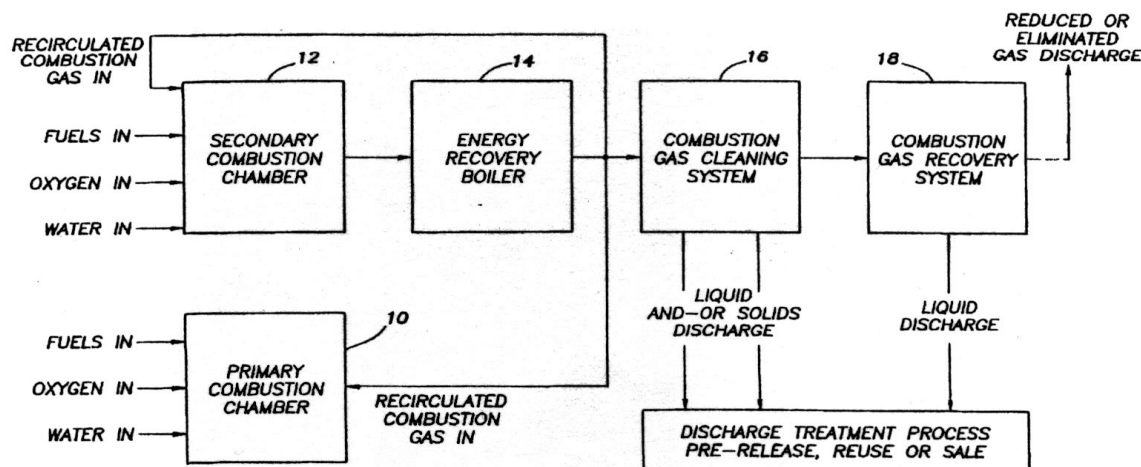 RECIRCULATED
COMBUSTION
GAS IN
12
14
16
18
REDUCED OR
ELIMINATED
GAS DISCHARGE
FUELS IN
OXYGEN IN
WATER IN
SECONDARY
COMBUSTION
CHAMBER
ENERGY
RECOVERY
BOILER
COMBUSTION
GAS CLEANING
SYSTEM
COMBUSTION
GAS RECOVERY
SYSTEM
LIQUID
AND-OR SOLIDS
DISCHARGE
LIQUID
DISCHARGE
10
FUELS IN
OXYGEN IN
WATER IN
PRIMARY
COMBUSTION
CHAMBER
RECIRCULATED
COMBUSTION
GAS IN
DISCHARGE TREATMENT PROCESS
PRE-RELEASE, REUSE OR SALE